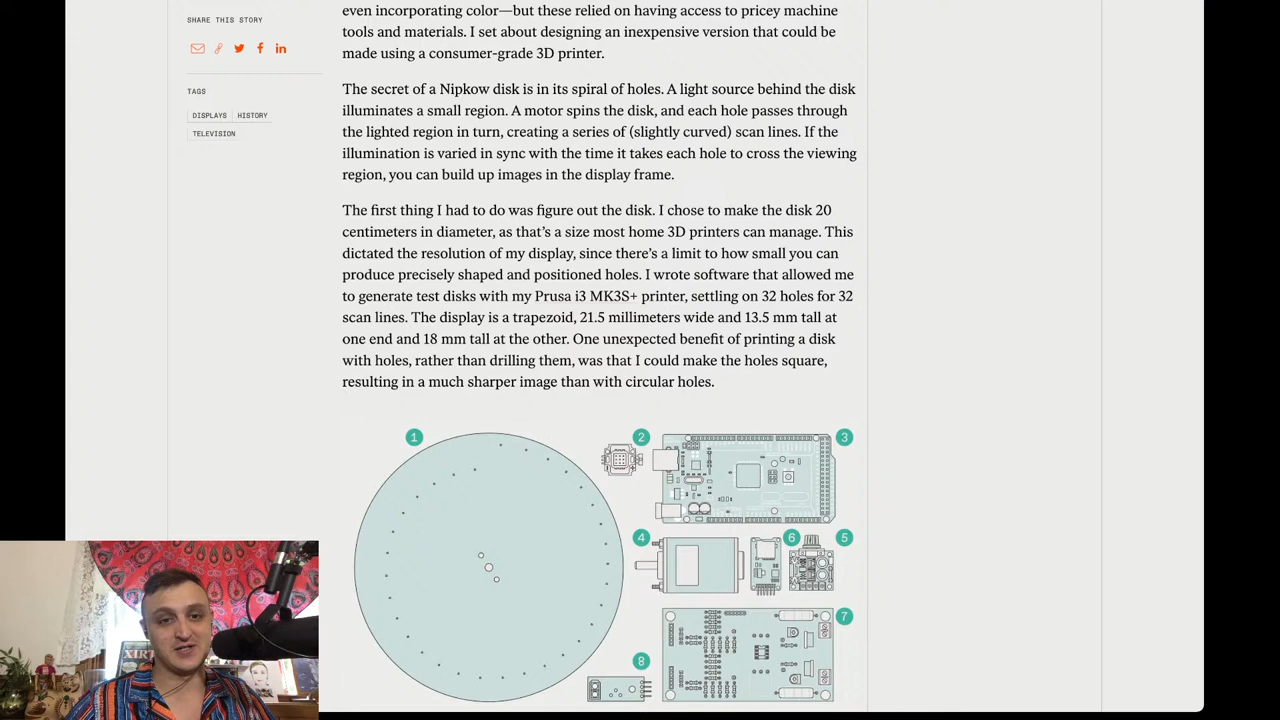 SHARE THIS STORY
TAGS
DISPLAYS HISTORY
TELEVISION
even incorporating color—but these relied on having access to pricey machine
tools and materials. I set about designing an inexpensive version that could be
made using a consumer-grade 3D printer.
The secret of a Nipkow disk is in its spiral of holes. A light source behind the disk
illuminates a small region. A motor spins the disk, and each hole passes through
the lighted region in turn, creating a series of (slightly curved) scan lines. If the
illumination is varied in sync with the time it takes each hole to cross the viewing
region, you can build up images in the display frame.
The first thing I had to do was figure out the disk. I chose to make the disk 20
centimeters in diameter, as that’s a size most home 3D printers can manage. This
dictated the resolution of my display, since there’s a limit to how small you can
produce precisely shaped and positioned holes. I wrote software that allowed me
to generate test disks with my Prusa i3 MK3S+ printer, settling on 32 holes for 32
scan lines. The display is a trapezoid, 21.5 millimeters wide and 13.5 mm tall at
one end and 18 mm tall at the other. One unexpected benefit of printing a disk
with holes, rather than drilling them, was that I could make the holes square,
resulting in a much sharper image than with circular holes.
1
2
3
4
6
5
7
8